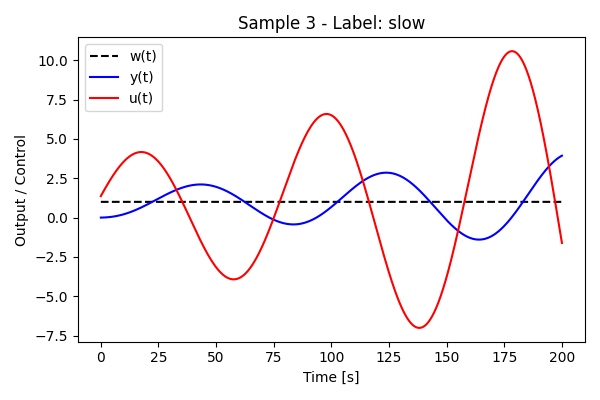 Sample 3 - Label: slow
w(t)
y(t)
u(t)
Output / Control
10.0
7.5
5.0
2.5
0.0
−2.5
−5.0
−7.5
0 25 50 75 100 125 150 175 200
Time [s]